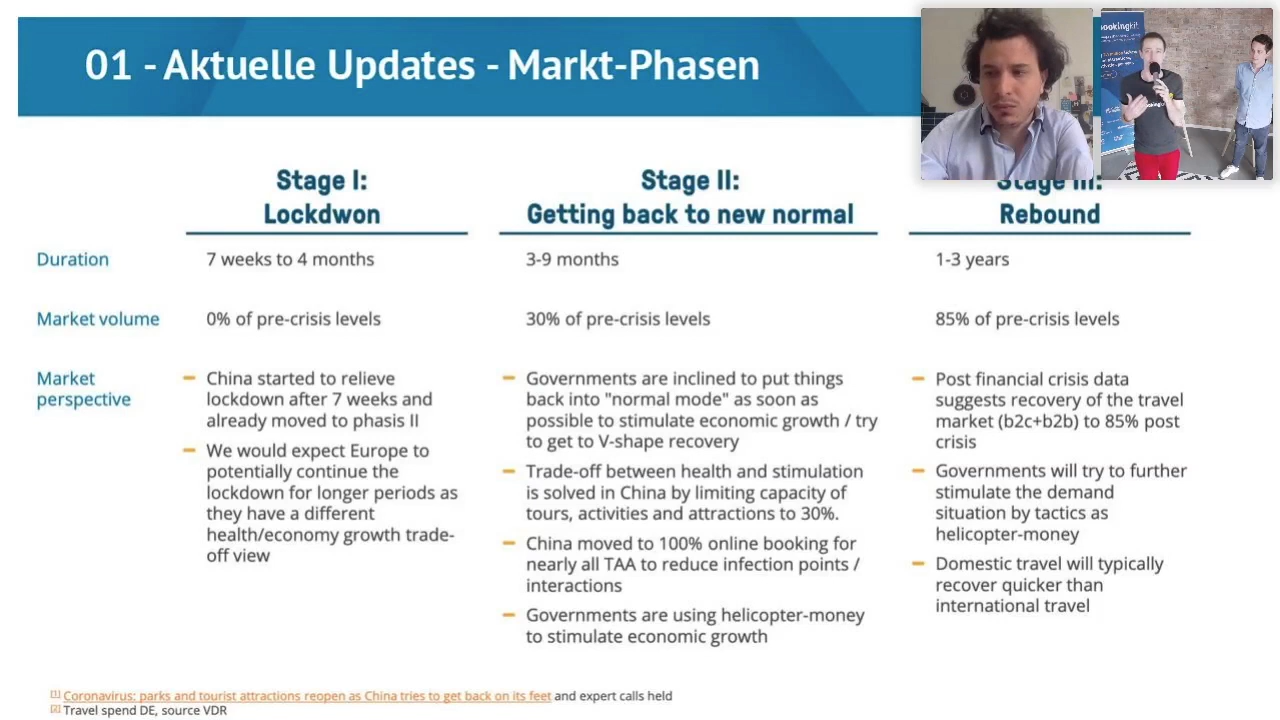 01 - Aktuelle Updates - Markt-Phasen
bookingkit
Stage I:
Lockdwon
Stage II:
Getting back to new normal
Stage III:
Rebound
Duration
7 weeks to 4 months
3-9 months
1-3 years
Market volume
0% of pre-crisis levels
30% of pre-crisis levels
85% of pre-crisis levels
Market
perspective
China started to relieve
lockdown after 7 weeks and
already moved to phasis II
We would expect Europe to
potentially continue the
lockdown for longer periods as
they have a different
health/economy growth trade-
off view
Governments are inclined to put things
back into "normal mode" as soon as
possible to stimulate economic growth / try
to get to V-shape recovery
Trade-off between health and stimulation
is solved in China by limiting capacity of
tours, activities and attractions to 30%.
China moved to 100% online booking for
nearly all TAA to reduce infection points /
interactions
Governments are using helicopter-money
to stimulate economic growth
Post financial crisis data
suggests recovery of the travel
market (b2c+b2b) to 85% post
crisis
Governments will try to further
stimulate the demand
situation by tactics as
helicopter-money
Domestic travel will typically
recover quicker than
international travel
[1] Coronavirus: parks and tourist attractions reopen as China tries to get back on its feet and expert calls held
[2] Travel spend DE, source VDR